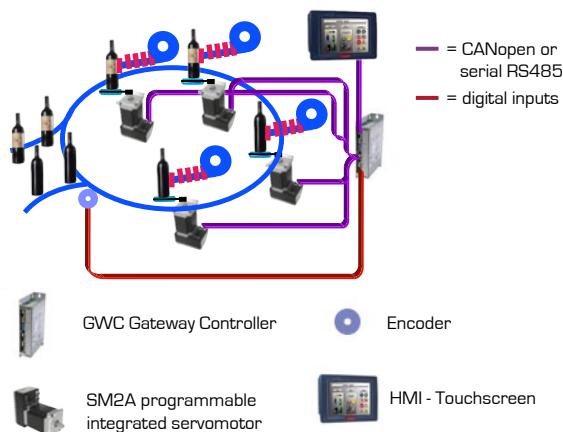 = CANopen or
serial RS485
= digital inputs
GWC Gateway Controller
Encoder
SM2A programmable
integrated servomotor
HMI - Touchscreen